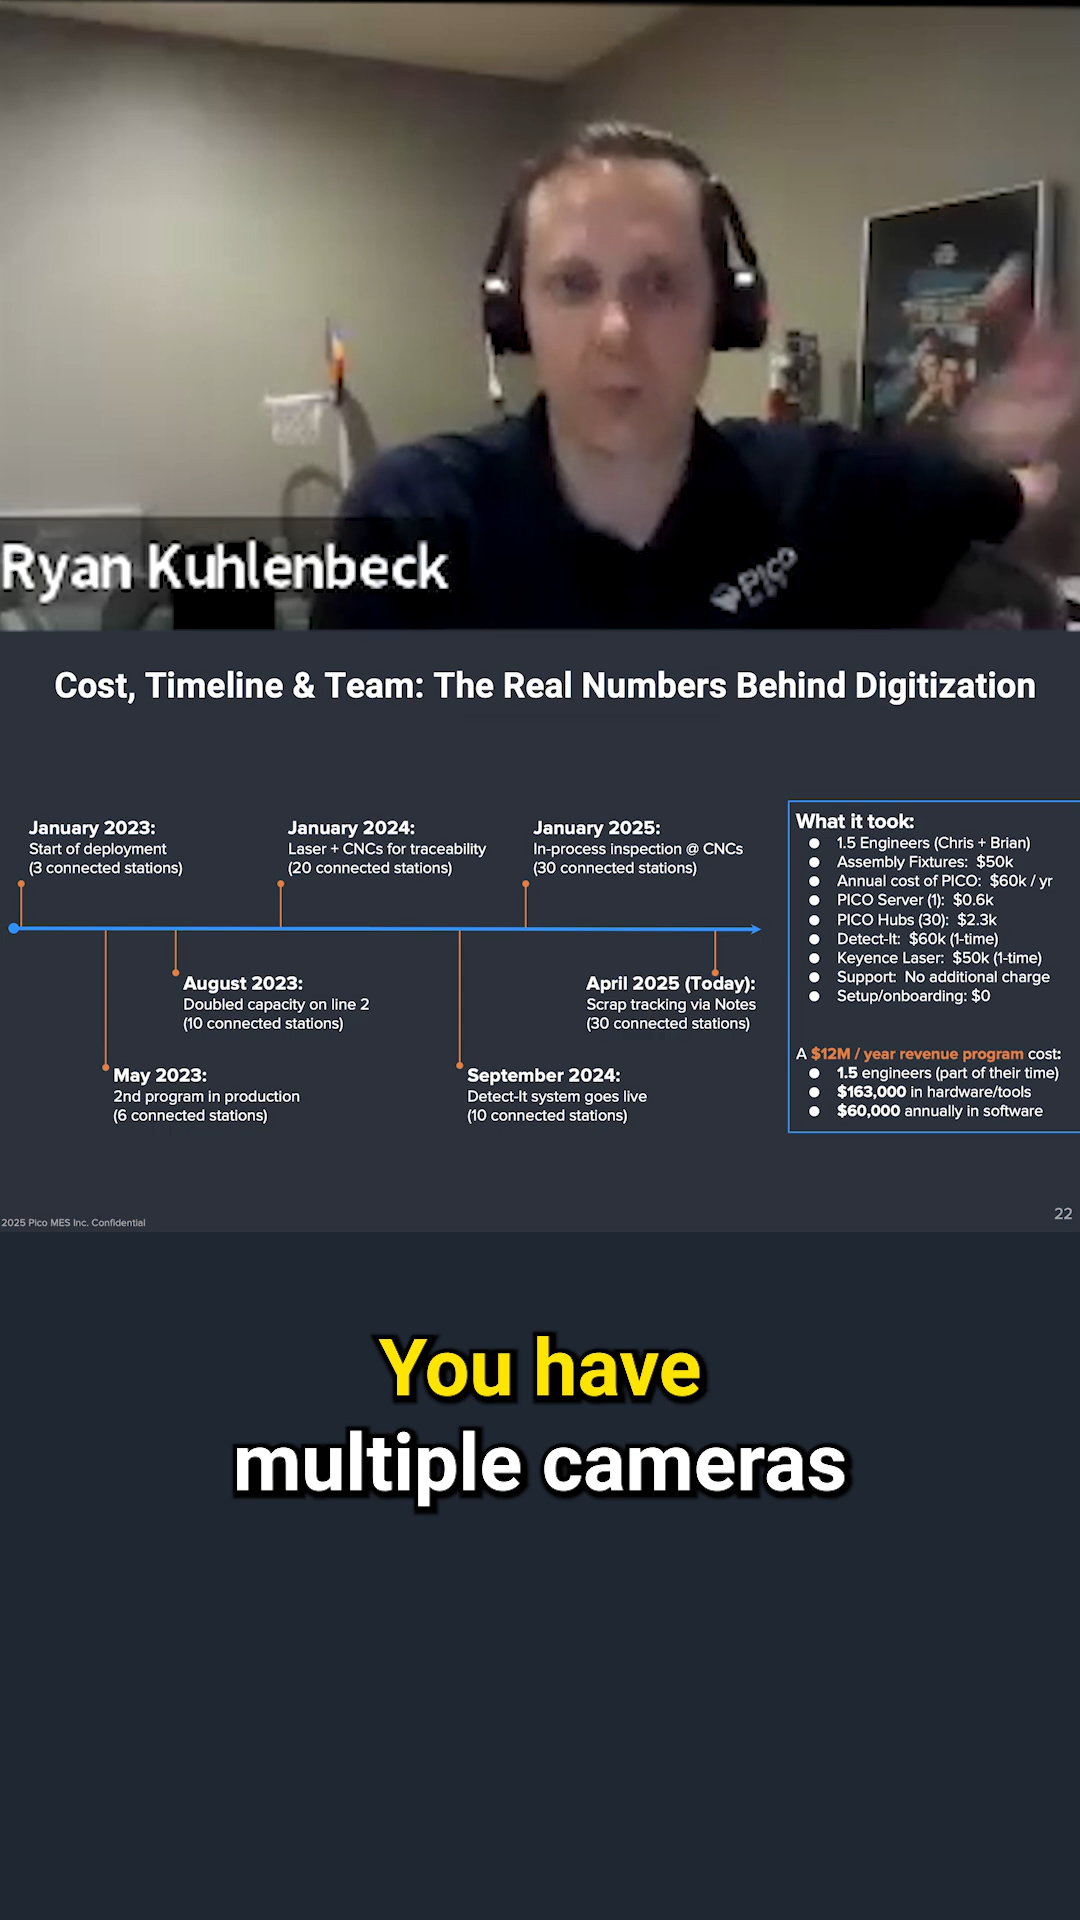 Ryan Kuhlenbeck
PICO
Cost, Timeline & Team: The Real Numbers Behind Digitization
January 2023:
Start of deployment
(3 connected stations)
January 2024:
Laser + CNCs for traceability
(20 connected stations)
January 2025:
In-process inspection @ CNCs
(30 connected stations)
August 2023:
Doubled capacity on line 2
(10 connected stations)
April 2025 (Today):
Scrap tracking via Notes
(30 connected stations)
May 2023:
2nd program in production
(6 connected stations)
September 2024:
Detect-It system goes live
(10 connected stations)
What it took:
● 1.5 Engineers (Chris + Brian)
● Assembly Fixtures: $50k
● Annual cost of PICO: $60k / yr
● PICO Server (1): $0.6k
● PICO Hubs (30): $2.3k
● Detect-It: $60k (1-time)
● Keyence Laser: $50k (1-time)
● Support: No additional charge
● Setup/onboarding: $0
A $12M / year revenue program cost:
● 1.5 engineers (part of their time)
● $163,000 in hardware/tools
● $60,000 annually in software
2025 Pico MES Inc. Confidential
22
You have
multiple cameras